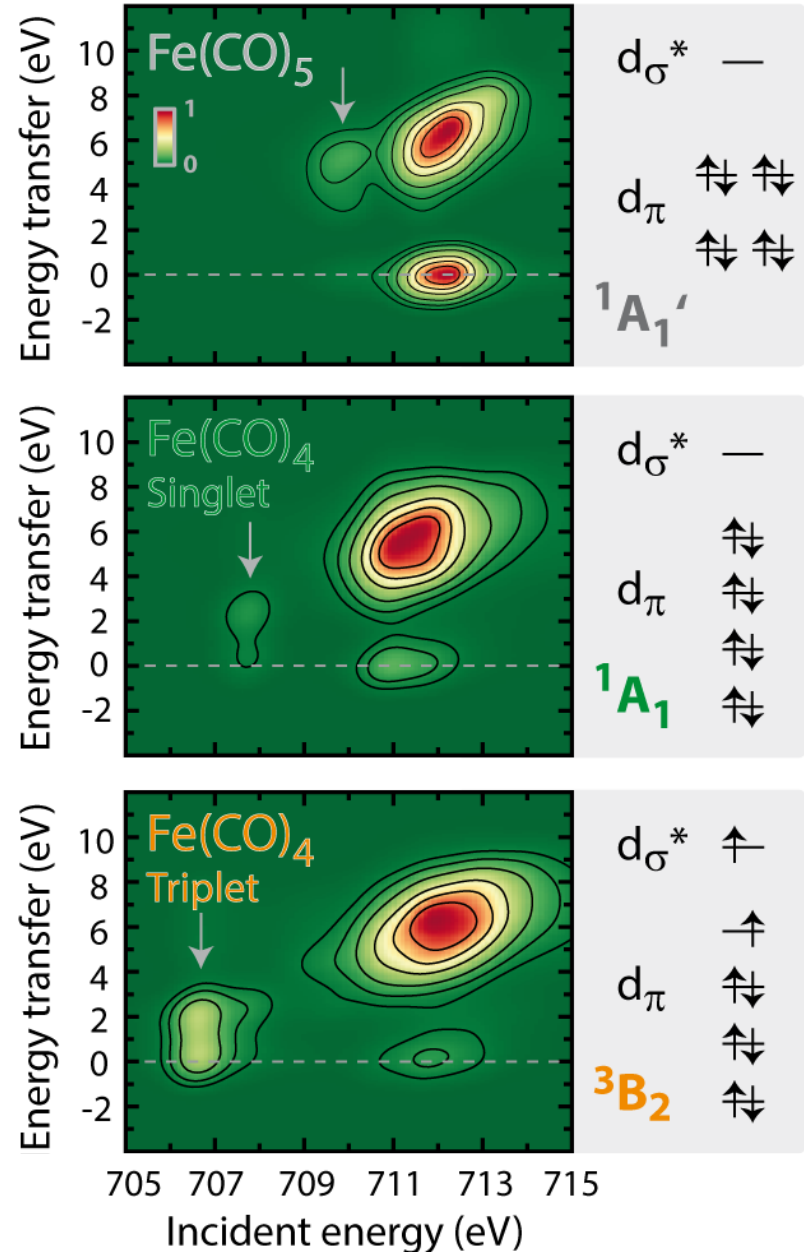 Energy transfer (eV)
10
8
6
4
2
0
-2
Fe(CO)5
1
0
dσ*
dπ
1A1‘
Energy transfer (eV)
10
8
6
4
2
0
-2
Fe(CO)4
Singlet
dσ*
dπ
1A1
Energy transfer (eV)
10
8
6
4
2
0
-2
Fe(CO)4
Triplet
dσ*
dπ
3B2
705 707 709 711 713 715
Incident energy (eV)